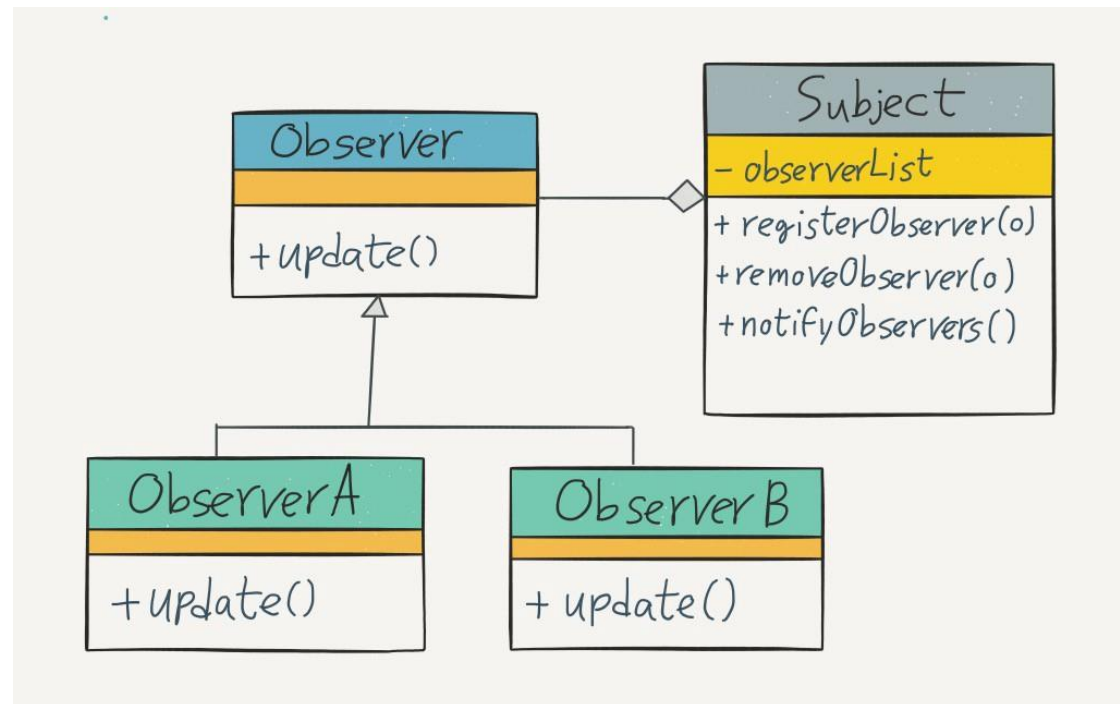 Observer
+update()
Subject
- observerList
+ registerObserver(o)
+removeObserver(o)
+notifyObservers()
ObserverA
+update()
ObserverB
+ update()